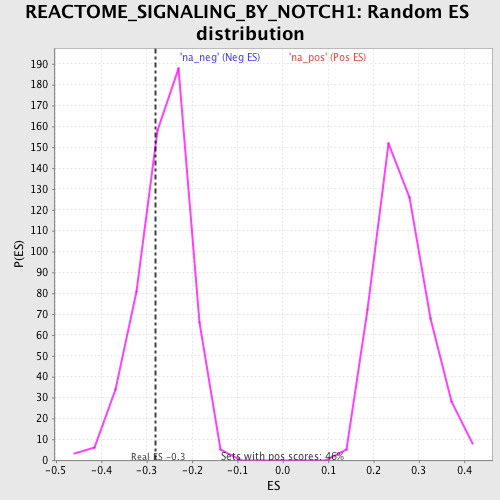 REACTOME_SIGNALING_BY_NOTCH1: Random ES
distribution
'na_neg' (Neg ES)
'na_pos' (Pos ES)
190
180
170
160
150
140
130
120
110
100
90
80
70
60
50
40
30
20
10
0
P(ES)
Real ES -0.3
Sets with pos scores: 46%
-0.5 -0.4 -0.3 -0.2 -0.1 0.0 0.1 0.2 0.3 0.4
ES